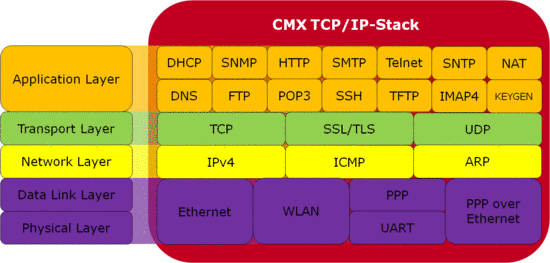 CMX TCP/IP-Stack
Application Layer
DHCP SNMP HTTP SMTP Telnet SNTP NAT
DNS FTP POP3 SSH TFTP IMAP4 KEYGEN
Transport Layer TCP SSL/TLS UDP
Network Layer IPv4 ICMP ARP
Data Link Layer
Physical Layer
Ethernet
WLAN
PPP
UART
PPP over
Ethernet